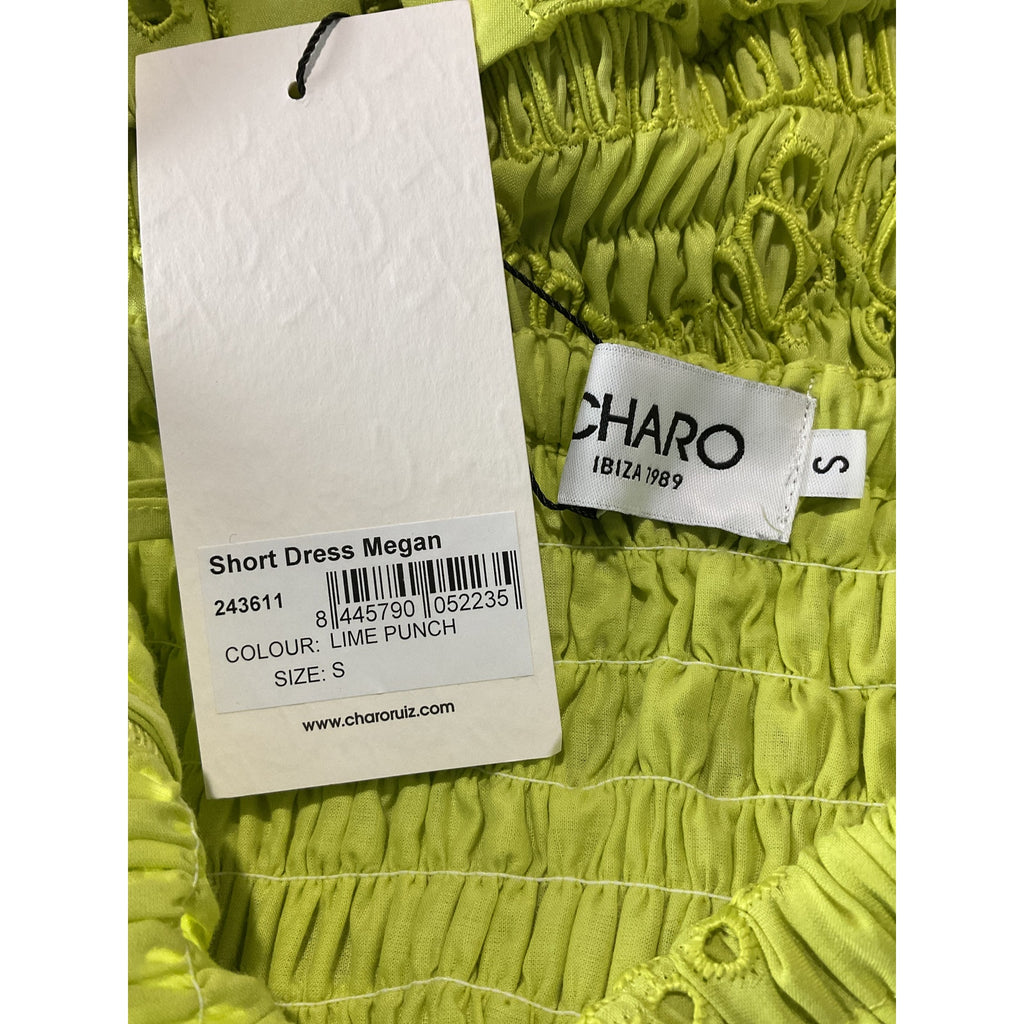 Short Dress Megan
243611
8 445790 052235
COLOUR: LIME PUNCH
SIZE: S
www.charoruiz.com
CHARO
IBIZA 1989
S